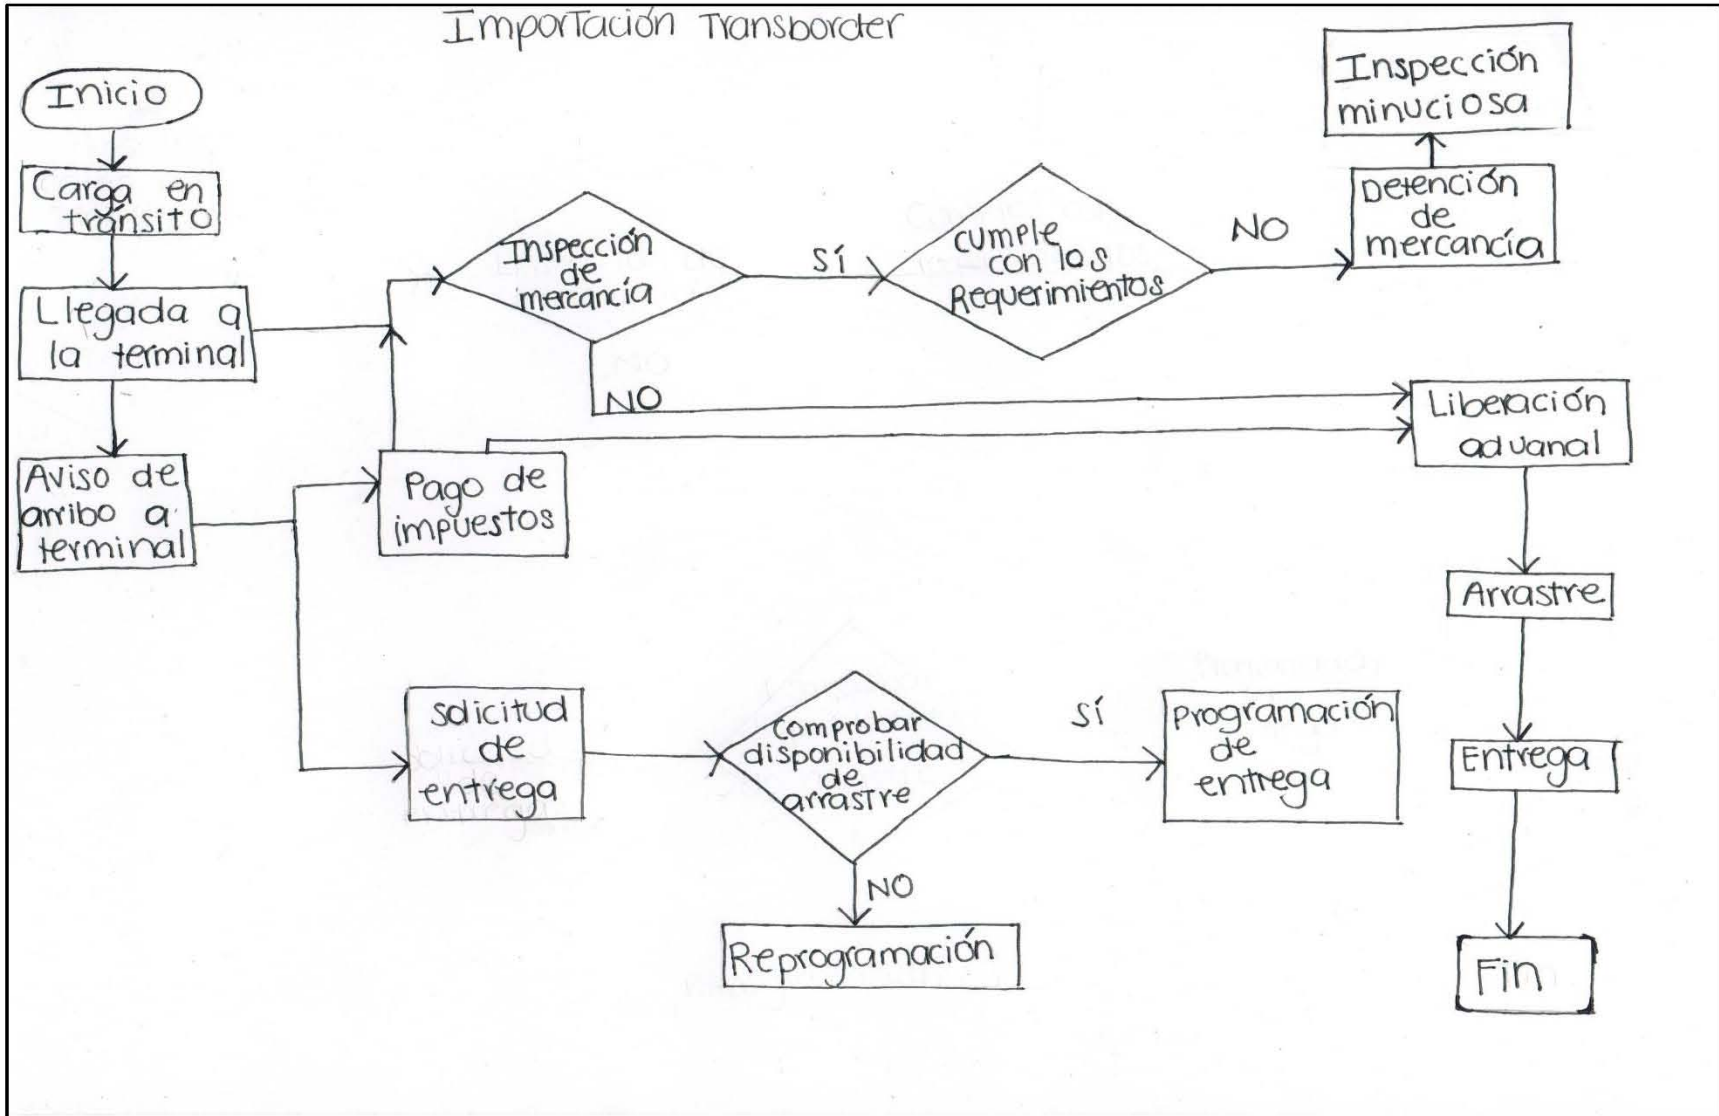 Importación Transborder
Inicio
Carga en
tránsito
Llegada a
la terminal
Aviso de
arribo a
terminal
Inspección
de
mercancía
SÍ
NO
cumple
con los
Requerimientos
NO
Detención
de
mercancía
Inspección
minuciosa
Pago de
impuestos
Liberación
aduanal
Arrastre
Entrega
Fin
Solicitud
de
entrega
Comprobar
disponibilidad
de
arrastre
SÍ
Programación
de
entrega
NO
Reprogramación